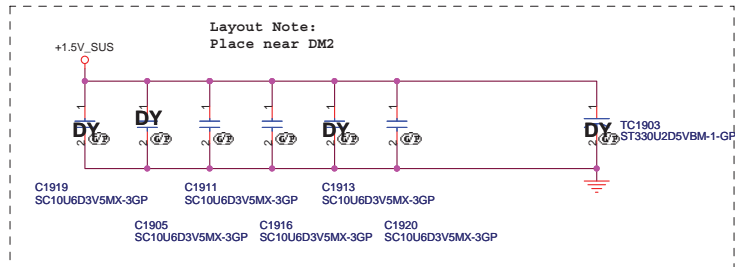 Layout Note:
Place near DM2
+1.5V_SUS
1 1 1 1 1 1 1
DY DY DY DY
G/P G/P G/P G/P G/P G/P G/P
2 2 2 2 2 2 2
TC1903
ST330U2D5VBM-1-GP
C1919 C1911 C1913
SC10U6D3V5MX-3GP SC10U6D3V5MX-3GP SC10U6D3V5MX-3GP
C1905 C1916 C1920
SC10U6D3V5MX-3GP SC10U6D3V5MX-3GP SC10U6D3V5MX-3GP